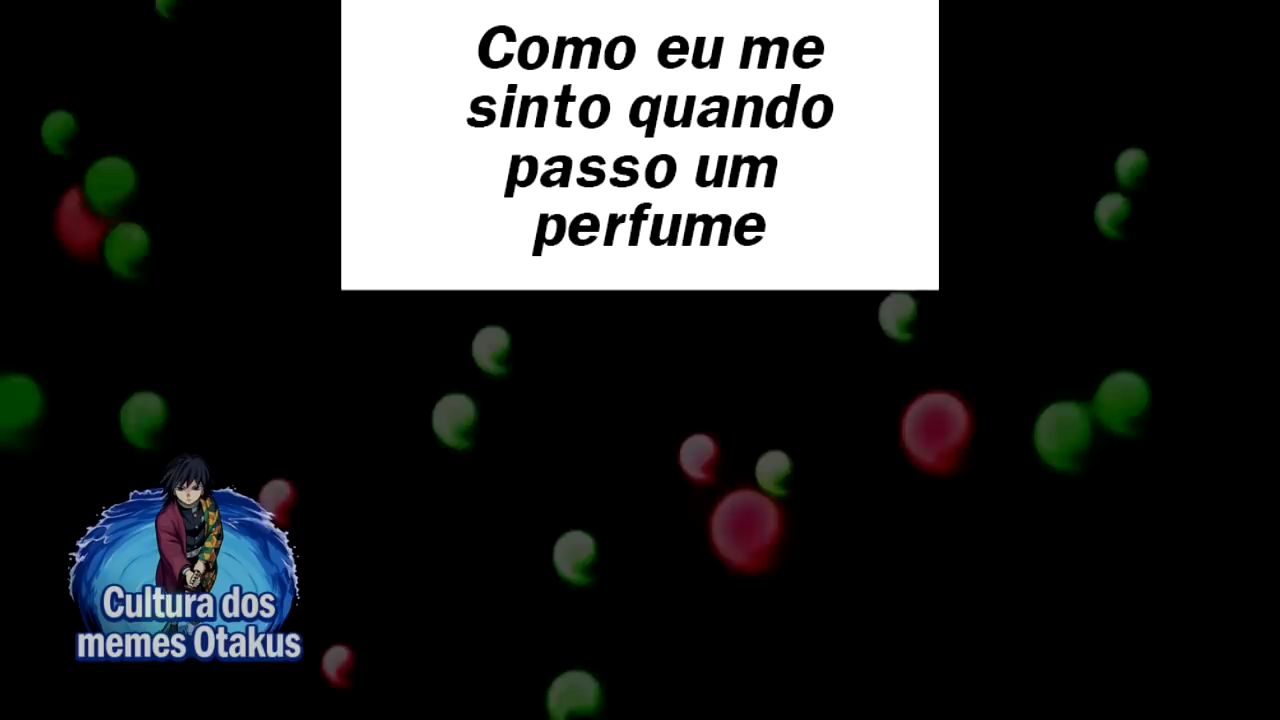 Como eu me
sinto quando
passo um
perfume
Cultura dos
memes Otakus